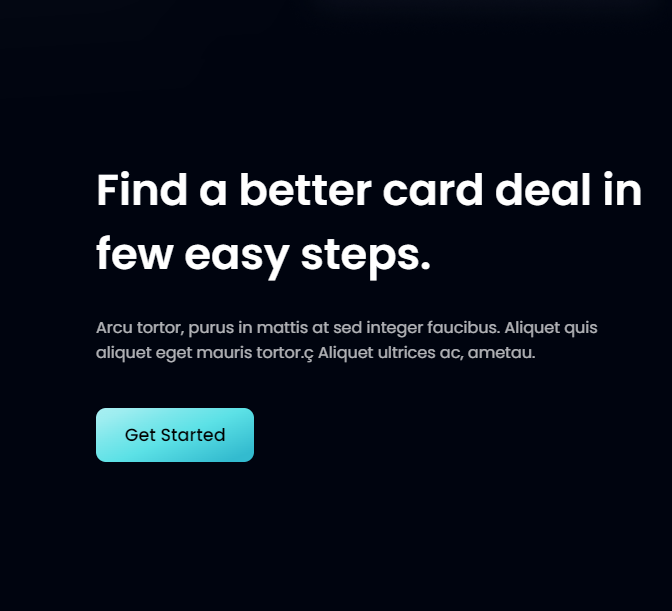 Find a better card deal in
few easy steps.
Arcu tortor, purus in mattis at sed integer faucibus. Aliquet quis
aliquet eget mauris tortor.ç Aliquet ultrices ac, ametau.
Get Started